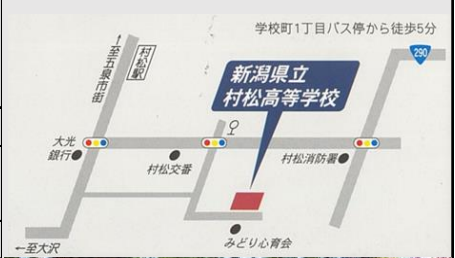 学校町1丁目バス停から徒歩5分
290
↑至五泉市街
村松駅
新潟県立
村松高等学校
大光
銀行
村松交番
村松消防署
みどり心育会
←至大沢